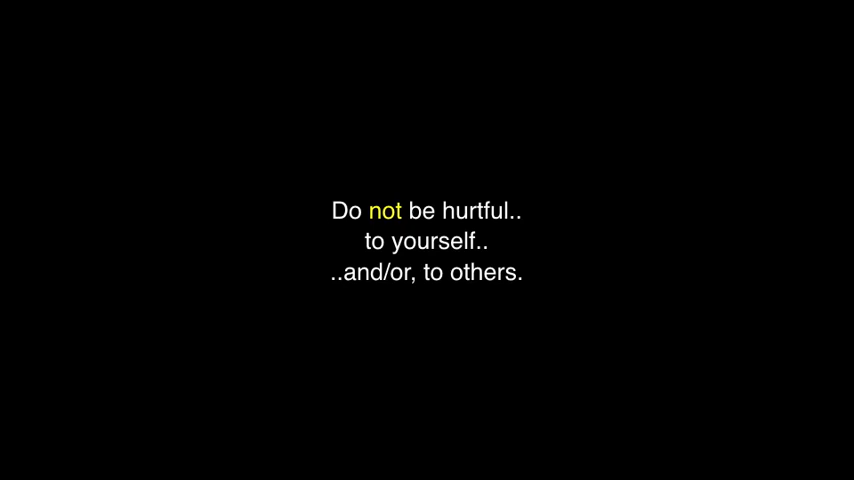 Do not be hurtful..
to yourself..
..and/or, to others.